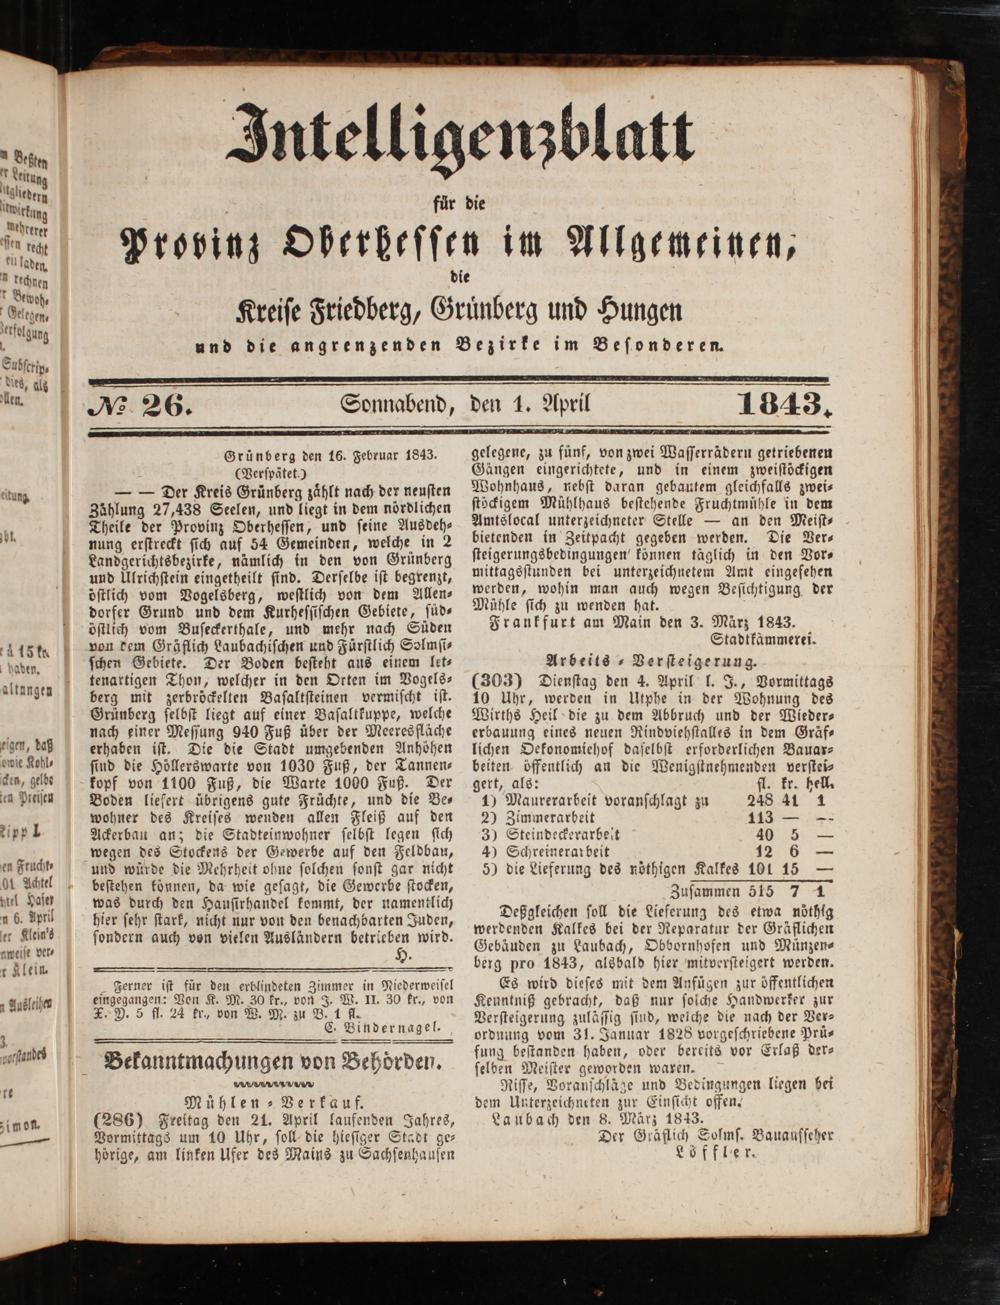 Intelligenzblatt
für die
Provinz Oberhessen im Allgemeinen,
die
Kreise Friedberg, Grünberg und Hungen
und die angrenzenden Bezirke im Besonderen.
№ 26. Sonnabend, den 1. April 1843.
Grünberg den 16. Februar 1843.
(Verspätet.)
— — Der Kreis Grünberg zählt nach der neusten
Zählung 27,438 Seelen, und liegt in dem nördlichen
Theile der Provinz Oberhessen, und seine Ausdeh-
nung erstreckt sich auf 54 Gemeinden, welche in 2
Landgerichtsbezirke, nämlich in den von Grünberg
und Ulrichstein eingetheilt sind. Derselbe ist begrenzt,
östlich vom Vogelsberg, westlich von dem Allen-
dorfer Grund und dem Kurhessischen Gebiete, süd-
östlich vom Buseckerthale, und mehr nach Süden
von dem Gräflich Laubachischen und Fürstlich Solmsi-
schen Gebiete. Der Boden besteht aus einem let-
tenartigen Thon, welcher in den Orten im Vogels-
berg mit zerbröckelten Basaltsteinen vermischt ist.
Grünberg selbst liegt auf einer Basaltkuppe, welche
nach einer Messung 940 Fuß über der Meeresfläche
erhaben ist. Die die Stadt umgebenden Anhöhen
sind die Höllerswarte von 1030 Fuß, der Tannen-
kopf von 1100 Fuß, die Warte 1000 Fuß. Der
Boden liefert übrigens gute Früchte, und die Be-
wohner des Kreises wenden allen Fleiß auf den
Ackerbau an; die Stadteinwohner selbst legen sich
wegen des Stockens der Gewerbe auf den Feldbau,
und würde die Mehrheit ohne solchen sonst gar nicht
bestehen können, da wie gesagt, die Gewerbe stocken,
was durch den Hausirhandel kommt, der namentlich
hier sehr stark, nicht nur von den benachbarten Juden,
sondern auch von vielen Ausländern betrieben wird.
H.
Ferner ist für den erblindeten Zimmer in Niederweisel
eingegangen: Von K. M. 30 kr., von J. W. II. 30 kr., von
X. Y. 5 fl. 24 kr., von W. M. zu B. 1 fl.
C. Bindernagel.
Bekanntmachungen von Behörden.
Mühlen-Verkauf.
(286) Freitag den 21. April laufenden Jahres,
Vormittags um 10 Uhr, soll die hiesiger Stadt ge-
hörige, am linken Ufer des Mains zu Sachsenhausen
gelegene, zu fünf, von zwei Wasserrädern getriebenen
Gängen eingerichtete, und in einem zweistöckigen
Wohnhaus, nebst daran gebautem gleichfalls zwei-
stöckigem Mühlhaus bestehende Fruchtmühle in dem
Amtslocal unterzeichneter Stelle — an den Meist-
bietenden in Zeitpacht gegeben werden. Die Ver-
steigerungsbedingungen können täglich in den Vor-
mittagsstunden bei unterzeichnetem Amt eingesehen
werden, wohin man auch wegen Besichtigung der
Mühle sich zu wenden hat.
Frankfurt am Main den 3. März 1843.
Stadtkämmerei.
Arbeits-Versteigerung.
(303) Dienstag den 4. April l. J., Vormittags
10 Uhr, werden in Utphe in der Wohnung des
Wirths Heil die zu dem Abbruch und der Wieder-
erbauung eines neuen Rindviehstalles in dem Gräf-
lichen Oekonomiehof daselbst erforderlichen Bauar-
beiten öffentlich an die Wenigstnehmenden verstei-
gert, als: fl. kr. hell.
1) Maurerarbeit voranschlagt zu 248 41 1
2) Zimmerarbeit 113 — —
3) Steindeckerarbeit 40 5 —
4) Schreinerarbeit 12 6 —
5) die Lieferung des nöthigen Kalkes 101 15 —
Zusammen 515 7 1
Deßgleichen soll die Lieferung des etwa nöthig
werdenden Kalkes bei der Reparatur der Gräflichen
Gebäuden zu Laubach, Obbornhofen und Münzen-
berg pro 1843, alsbald hier mitversteigert werden.
Es wird dieses mit dem Anfügen zur öffentlichen
Kenntniß gebracht, daß nur solche Handwerker zur
Versteigerung zulässig sind, welche die nach der Ver-
ordnung vom 31. Januar 1828 vorgeschriebene Prü-
fung bestanden haben, oder bereits vor Erlaß der-
selben Meister geworden waren.
Risse, Voranschläge und Bedingungen liegen bei
dem Unterzeichneten zur Einsicht offen.
Laubach den 8. März 1843.
Der Gräflich Solms. Bauaufseher
Löffler.